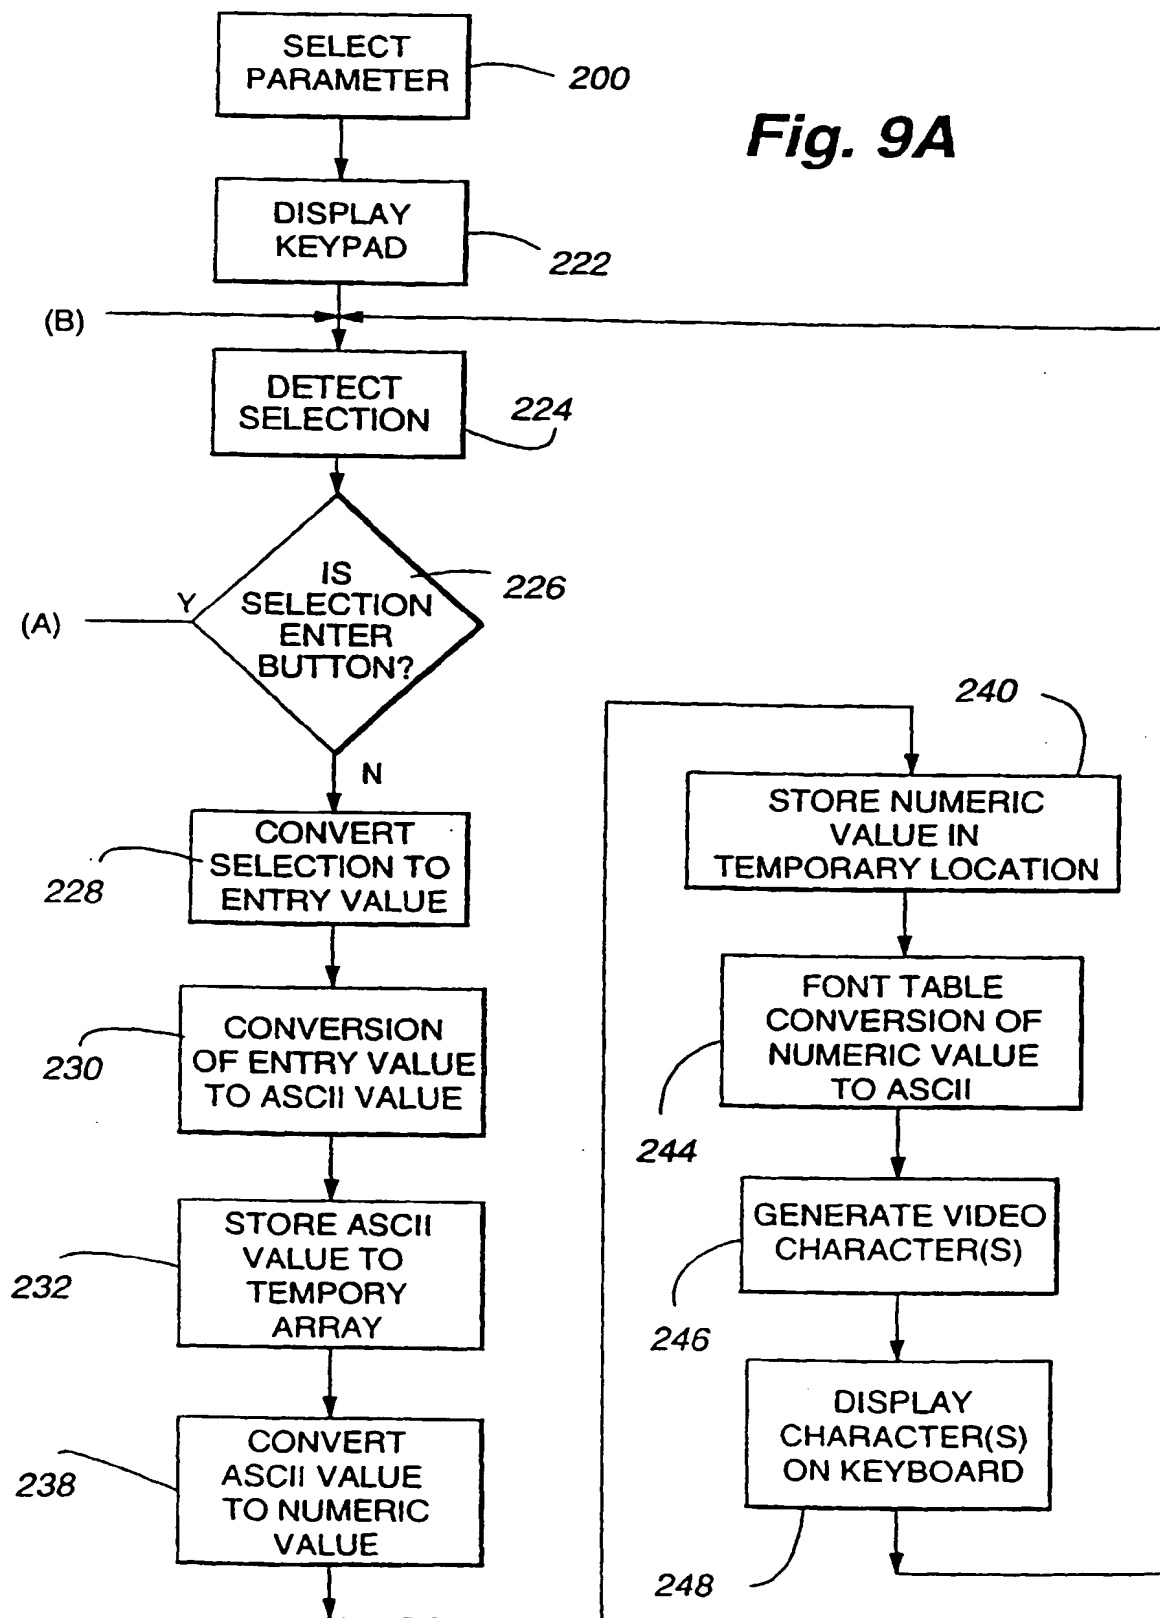 SELECT
PARAMETER
200
Fig. 9A
DISPLAY
KEYPAD
222
(B)
DETECT
SELECTION
224
IS
SELECTION
ENTER
BUTTON?
226
Y
(A)
N
CONVERT
SELECTION TO
ENTRY VALUE
228
CONVERSION
OF ENTRY VALUE
TO ASCII VALUE
230
STORE ASCII
VALUE TO
TEMPORY
ARRAY
232
CONVERT
ASCII VALUE
TO NUMERIC
VALUE
238
240
STORE NUMERIC
VALUE IN
TEMPORARY LOCATION
FONT TABLE
CONVERSION OF
NUMERIC VALUE
TO ASCII
244
GENERATE VIDEO
CHARACTER(S)
246
DISPLAY
CHARACTER(S)
ON KEYBOARD
248